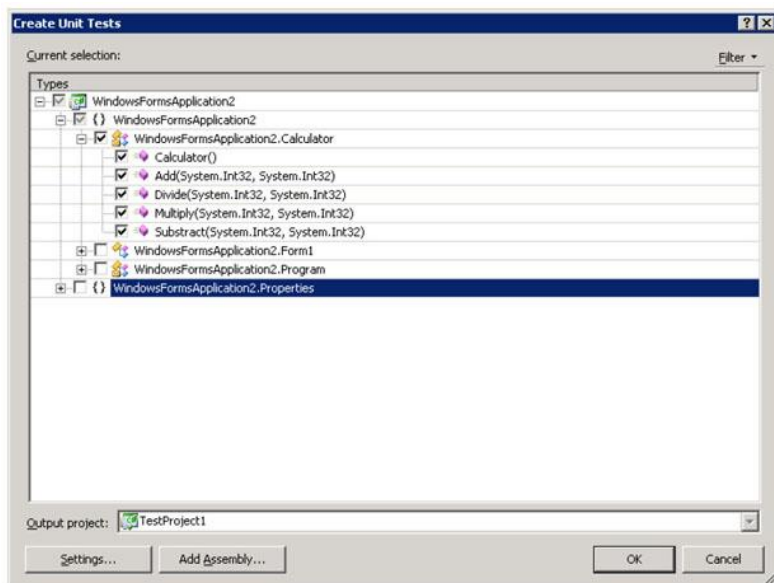 Create Unit Tests
Current selection:
Filter
Types
WindowsFormsApplication2
{} WindowsFormsApplication2
WindowsFormsApplication2.Calculator
Calculator()
Add(System.Int32, System.Int32)
Divide(System.Int32, System.Int32)
Multiply(System.Int32, System.Int32)
Substract(System.Int32, System.Int32)
WindowsFormsApplication2.Form1
WindowsFormsApplication2.Program
{} WindowsFormsApplication2.Properties
Output project: TestProject1
Settings... Add Assembly... OK Cancel